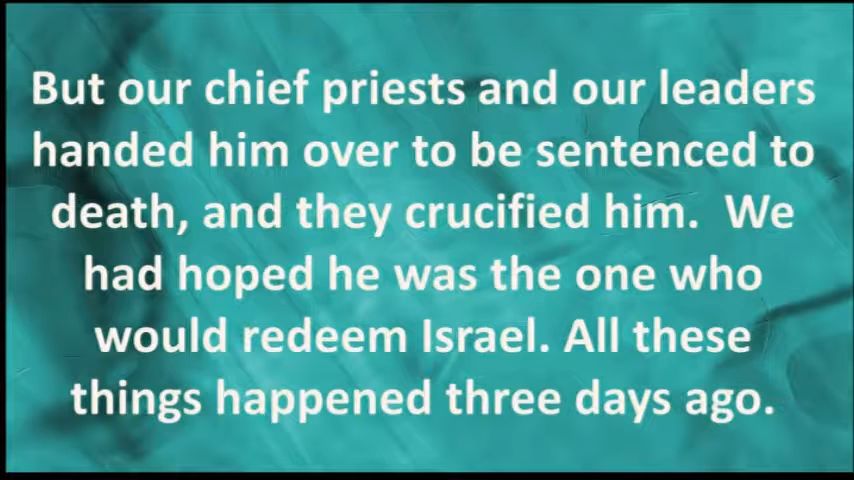 But our chief priests and our leaders
handed him over to be sentenced to
death, and they crucified him.  We
had hoped he was the one who
would redeem Israel. All these
things happened three days ago.